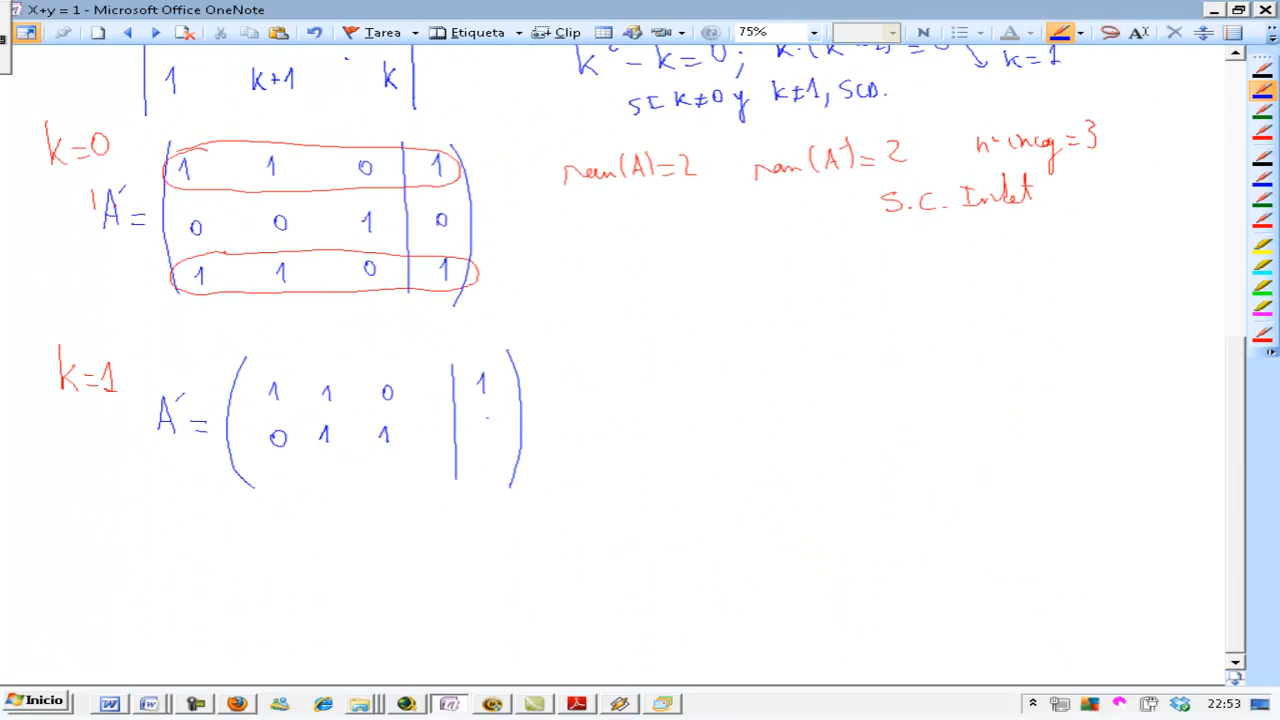 X+y = 1 - Microsoft Office OneNote
Tarea Etiqueta Clip 75% N A
k² - k = 0; k=1
1 k+1 k
SI k≠0 y k≠1, SCD.
k=0
1 1 0 1
ran(A)=2 ran(A´)=2 nº incog=3
A´= 0 0 1 0
S.C. Indet
1 1 0 1
k=1
1 1 0 1
A´=
0 1 1
Inicio
22:53